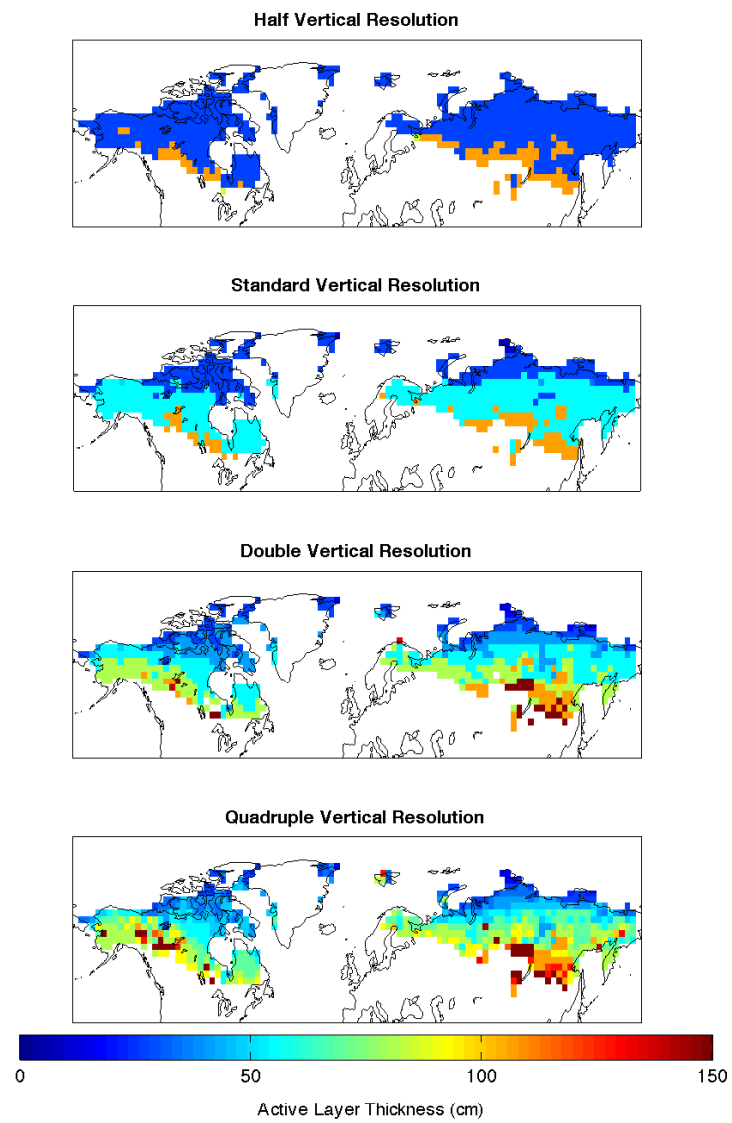 Half Vertical Resolution
Standard Vertical Resolution
Double Vertical Resolution
Quadruple Vertical Resolution
0 50 100 150
Active Layer Thickness (cm)